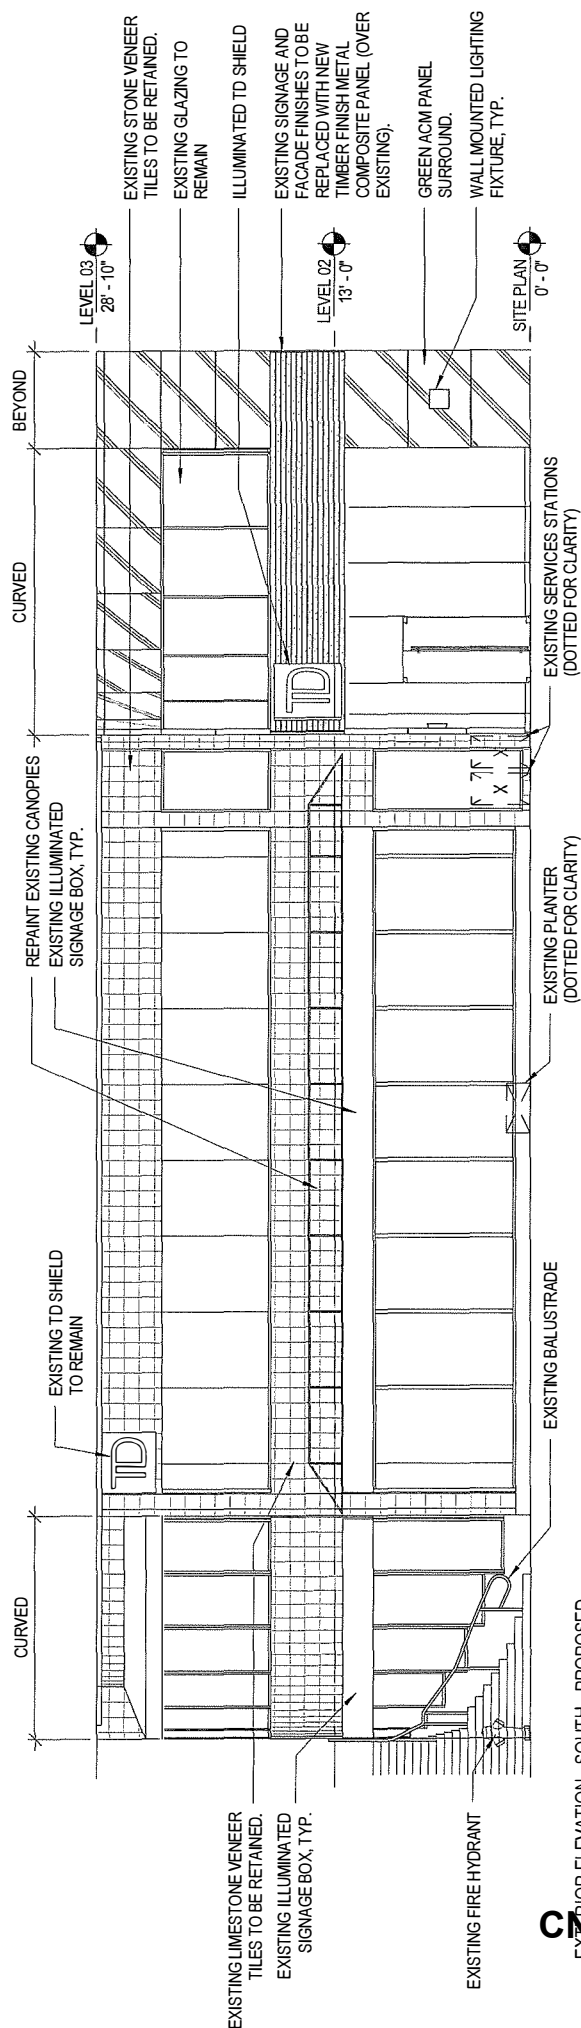 CURVED
CURVED
BEYOND
EXISTING TD SHIELD
TO REMAIN
REPAINT EXISTING CANOPIES
EXISTING ILLUMINATED
SIGNAGE BOX, TYP.
LEVEL 03
28' - 10"
LEVEL 02
13' - 0"
SITE PLAN
0' - 0"
EXISTING STONE VENEER
TILES TO BE RETAINED.
EXISTING GLAZING TO
REMAIN
ILLUMINATED TD SHIELD
EXISTING SIGNAGE AND
FACADE FINISHES TO BE
REPLACED WITH NEW
TIMBER FINISH METAL
COMPOSITE PANEL (OVER
EXISTING).
GREEN ACM PANEL
SURROUND.
WALL MOUNTED LIGHTING
FIXTURE, TYP.
TD
TD
EXISTING LIMESTONE VENEER
TILES TO BE RETAINED.
EXISTING ILLUMINATED
SIGNAGE BOX, TYP.
EXISTING FIRE HYDRANT
EXISTING BALUSTRADE
EXISTING PLANTER
(DOTTED FOR CLARITY)
EXISTING SERVICES STATIONS
(DOTTED FOR CLARITY)
EXTERIOR ELEVATION - SOUTH - PROPOSED